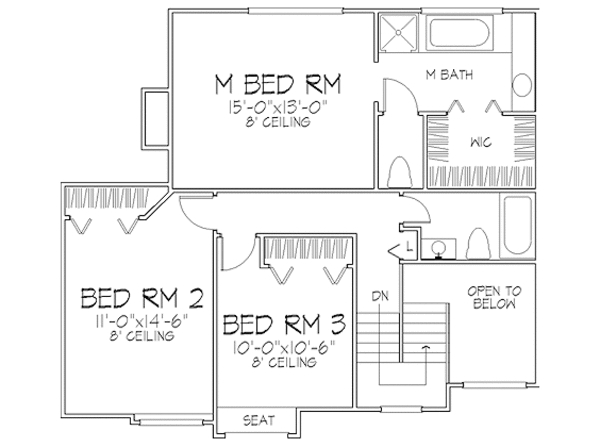 M BED RM
15'-0"x13'-0"
8' CEILING
M BATH
WIC
L
BED RM 2
11'-0"x14'-6"
8' CEILING
BED RM 3
10'-0"x10'-6"
8' CEILING
DN
OPEN TO
BELOW
SEAT